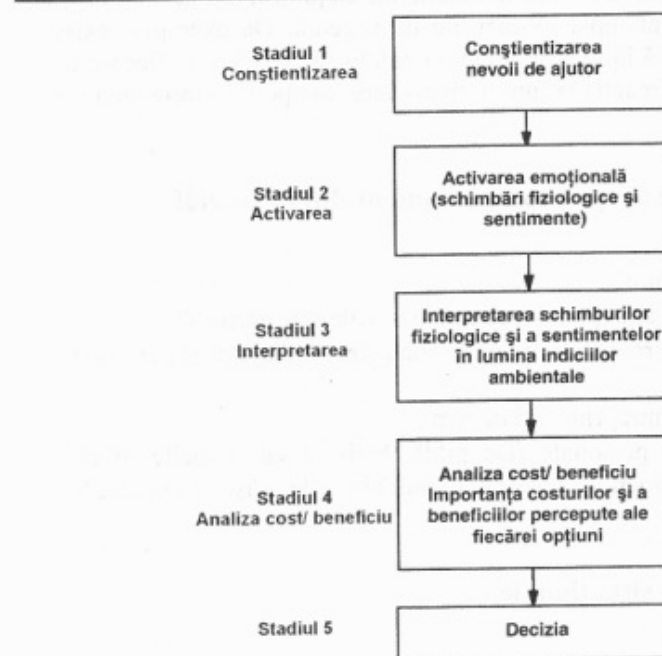 Stadiul 1
Conştientizarea
Conştientizarea
nevoii de ajutor
Stadiul 2
Activarea
Activarea emoţională
(schimbări fiziologice şi
sentimente)
Stadiul 3
Interpretarea
Interpretarea schimburilor
fiziologice şi a sentimentelor
în lumina indiciilor
ambientale
Stadiul 4
Analiza cost/ beneficiu
Analiza cost/ beneficiu
Importanţa costurilor şi a
beneficiilor percepute ale
fiecărei opţiuni
Stadiul 5
Decizia